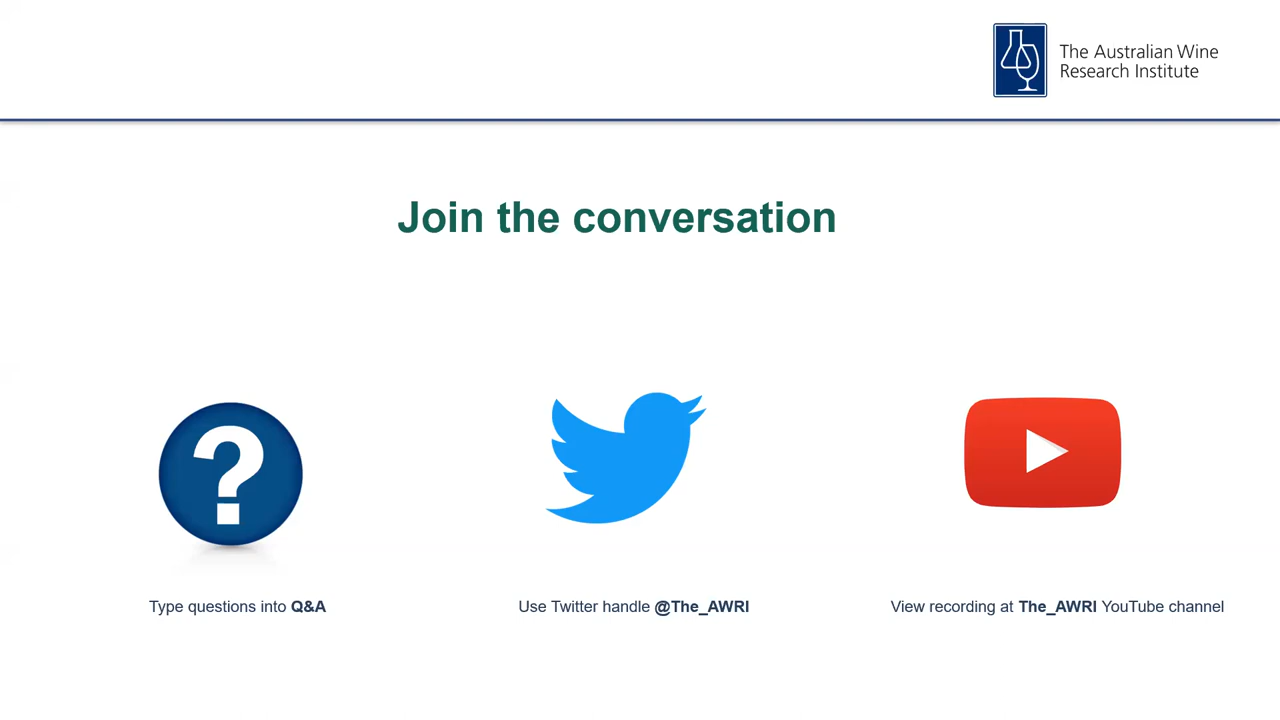 The Australian Wine
Research Institute
Join the conversation
?
Type questions into Q&A
Use Twitter handle @The_AWRI
View recording at The_AWRI YouTube channel